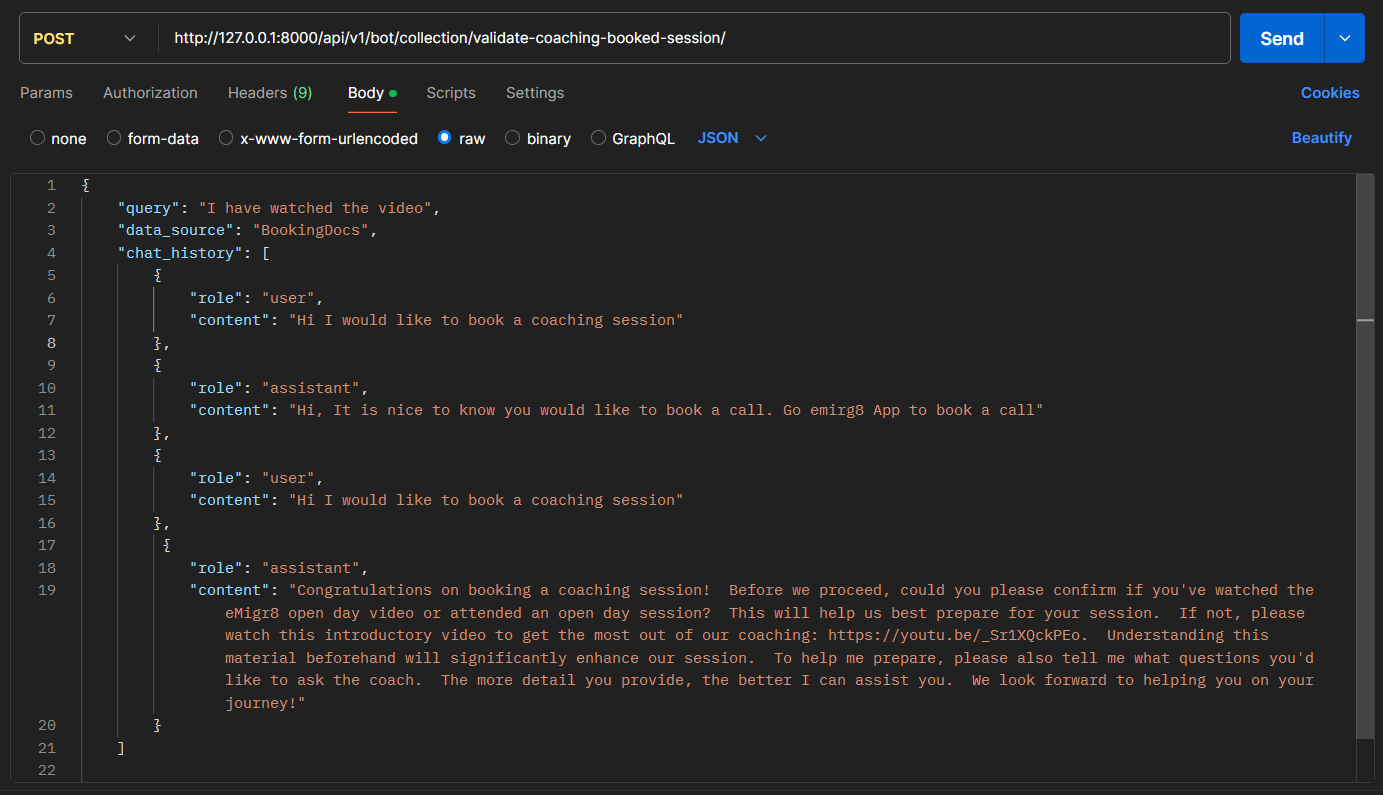 POST http://127.0.0.1:8000/api/v1/bot/collection/validate-coaching-booked-session/ Send
Params Authorization Headers (9) Body Scripts Settings Cookies
none form-data x-www-form-urlencoded raw binary GraphQL JSON Beautify
1 {
2 "query": "I have watched the video",
3 "data_source": "BookingDocs",
4 "chat_history": [
5 {
6 "role": "user",
7 "content": "Hi I would like to book a coaching session"
8 },
9 {
10 "role": "assistant",
11 "content": "Hi, It is nice to know you would like to book a call. Go emirg8 App to book a call"
12 },
13 {
14 "role": "user",
15 "content": "Hi I would like to book a coaching session"
16 },
17 {
18 "role": "assistant",
19 "content": "Congratulations on booking a coaching session!  Before we proceed, could you please confirm if you've watched the
eMigr8 open day video or attended an open day session?  This will help us best prepare for your session.  If not, please
watch this introductory video to get the most out of our coaching: https://youtu.be/_Sr1XQckPEo.  Understanding this
material beforehand will significantly enhance our session.  To help me prepare, please also tell me what questions you'd
like to ask the coach.  The more detail you provide, the better I can assist you.  We look forward to helping you on your
journey!"
20 }
21 ]
22